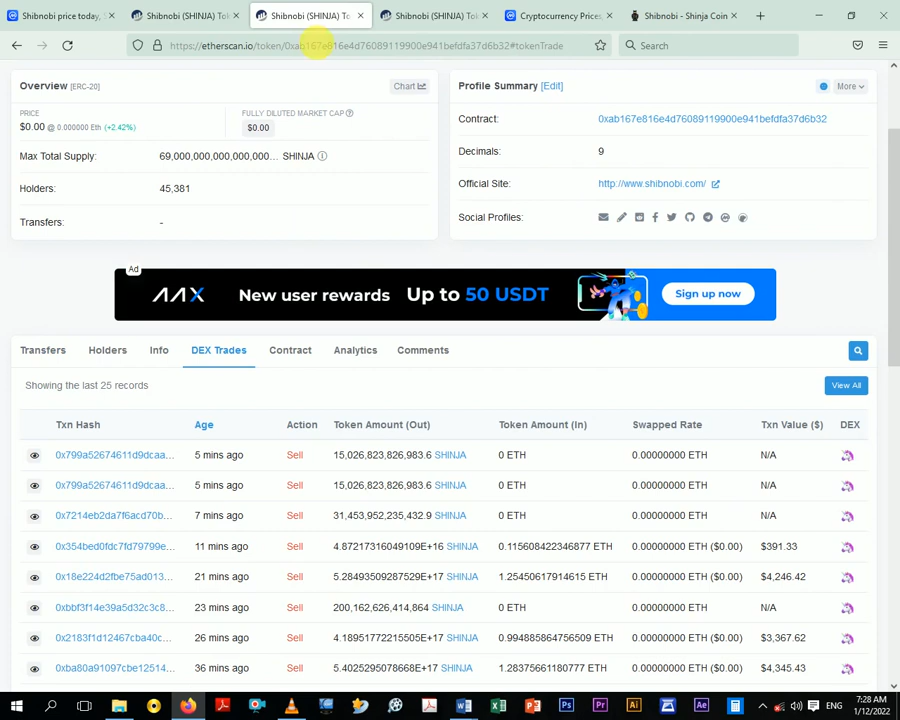 Shibnobi price today, S
Shibnobi (SHINJA) Tok
Shibnobi (SHINJA) To
Shibnobi (SHINJA) Tok
Cryptocurrency Prices,
Shibnobi - Shinja Coin
https://etherscan.io/token/0xab167e816e4d76089119900e941befdfa37d6b32#tokenTrade
Search
Overview [ERC-20]
Chart
PRICE
$0.00 @ 0.000000 Eth (+2.42%)
FULLY DILUTED MARKET CAP
$0.00
Max Total Supply: 69,000,000,000,000,000... SHINJA
Holders: 45,381
Transfers: -
Profile Summary [Edit]
More
Contract: 0xab167e816e4d76089119900e941befdfa37d6b32
Decimals: 9
Official Site: http://www.shibnobi.com/
Social Profiles:
Ad
AAX New user rewards Up to 50 USDT Sign up now
Transfers Holders Info DEX Trades Contract Analytics Comments
Showing the last 25 records
View All
Txn Hash Age Action Token Amount (Out) Token Amount (In) Swapped Rate Txn Value ($) DEX
0x799a52674611d9dcaa... 5 mins ago Sell 15,026,823,826,983.6 SHINJA 0 ETH 0.00000000 ETH N/A
0x799a52674611d9dcaa... 5 mins ago Sell 15,026,823,826,983.6 SHINJA 0 ETH 0.00000000 ETH N/A
0x7214eb2da7f6acd70b... 7 mins ago Sell 31,453,952,235,432.9 SHINJA 0 ETH 0.00000000 ETH N/A
0x354bed0fdc7fd79799e... 11 mins ago Sell 4.87217316049109E+16 SHINJA 0.115608422346877 ETH 0.00000000 ETH ($0.00) $391.33
0x18e224d2fbe75ad013... 21 mins ago Sell 5.28493509287529E+17 SHINJA 1.25450617914615 ETH 0.00000000 ETH ($0.00) $4,246.42
0xbbf3f14e39a5d32c3c8... 23 mins ago Sell 200,162,626,414,864 SHINJA 0 ETH 0.00000000 ETH N/A
0x2183f1d12467cba40c... 26 mins ago Sell 4.18951772215505E+17 SHINJA 0.994885864756509 ETH 0.00000000 ETH ($0.00) $3,367.62
0xba80a91097cbe12514... 36 mins ago Sell 5.4025295078668E+17 SHINJA 1.28375661180777 ETH 0.00000000 ETH ($0.00) $4,345.43
ENG
7:28 AM
1/12/2022